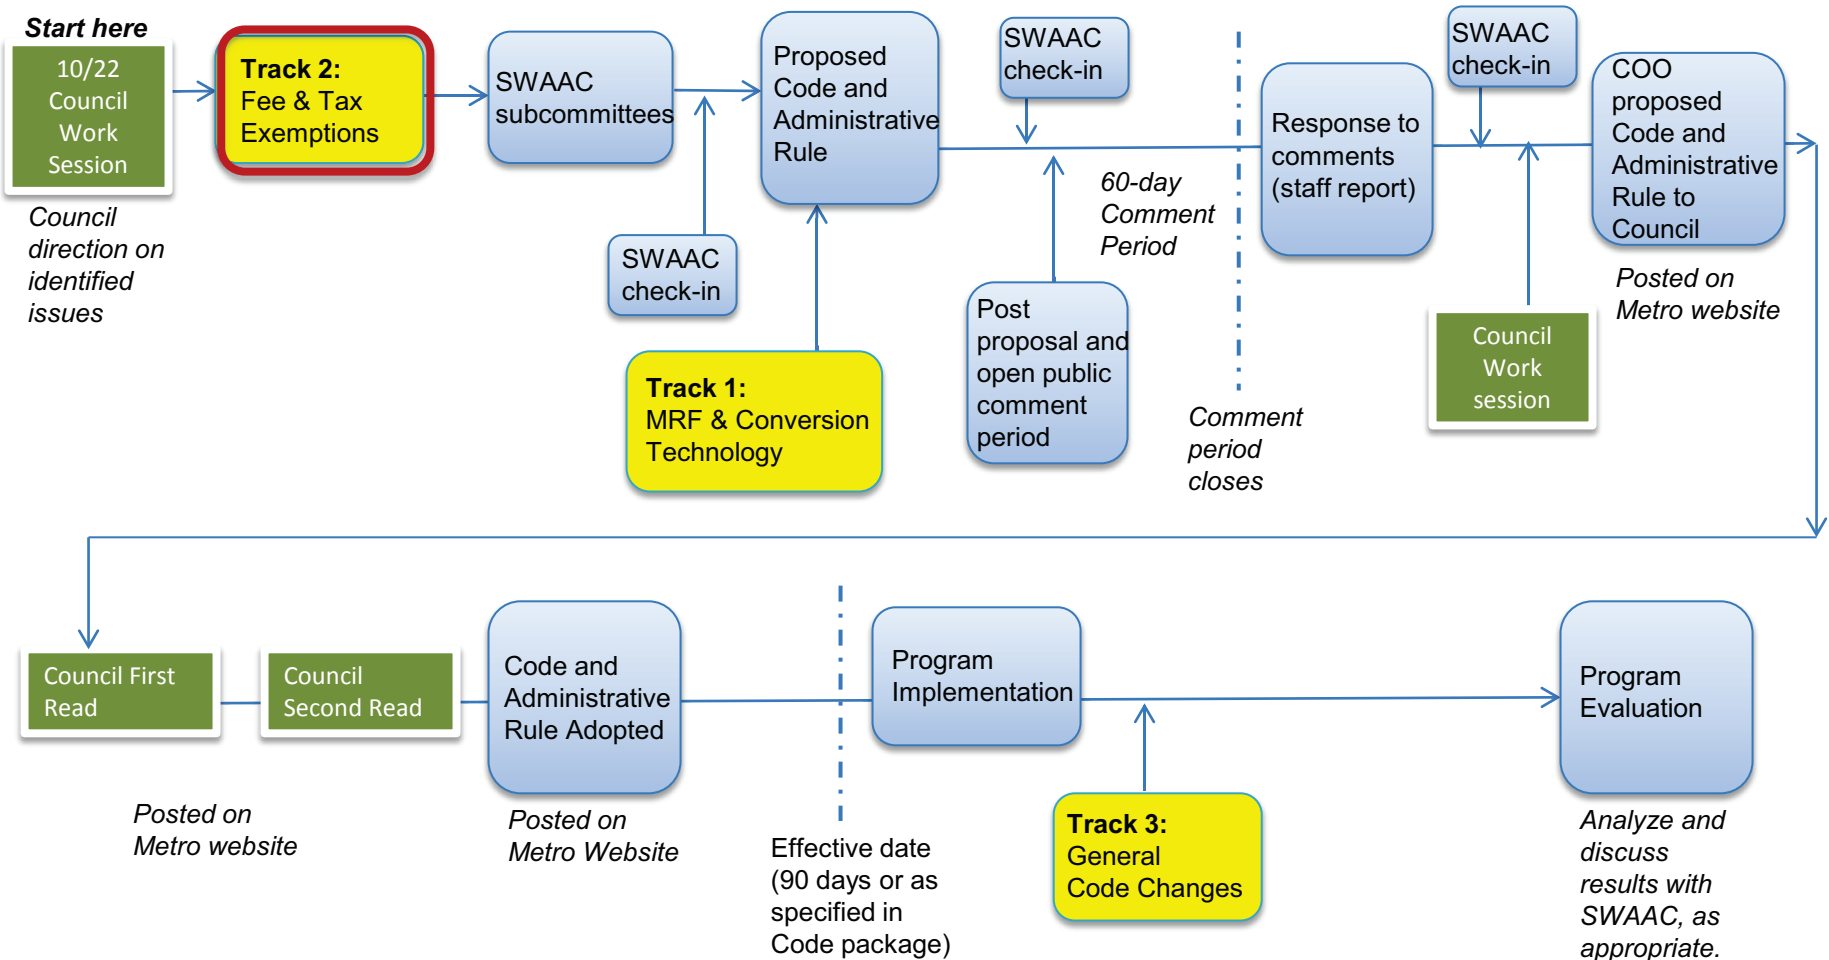 Start here
10/22
Council
Work
Session
Council
direction on
identified
issues
Track 2:
Fee & Tax
Exemptions
SWAAC
subcommittees
SWAAC
check-in
Proposed
Code and
Administrative
Rule
Track 1:
MRF & Conversion
Technology
SWAAC
check-in
Post
proposal and
open public
comment
period
60-day
Comment
Period
Comment
period
closes
Response to
comments
(staff report)
SWAAC
check-in
Council
Work
session
COO
proposed
Code and
Administrative
Rule to
Council
Posted on
Metro website
Council First
Read
Council
Second Read
Posted on
Metro website
Code and
Administrative
Rule Adopted
Posted on
Metro Website
Effective date
(90 days or as
specified in
Code package)
Program
Implementation
Track 3:
General
Code Changes
Program
Evaluation
Analyze and
discuss
results with
SWAAC, as
appropriate.